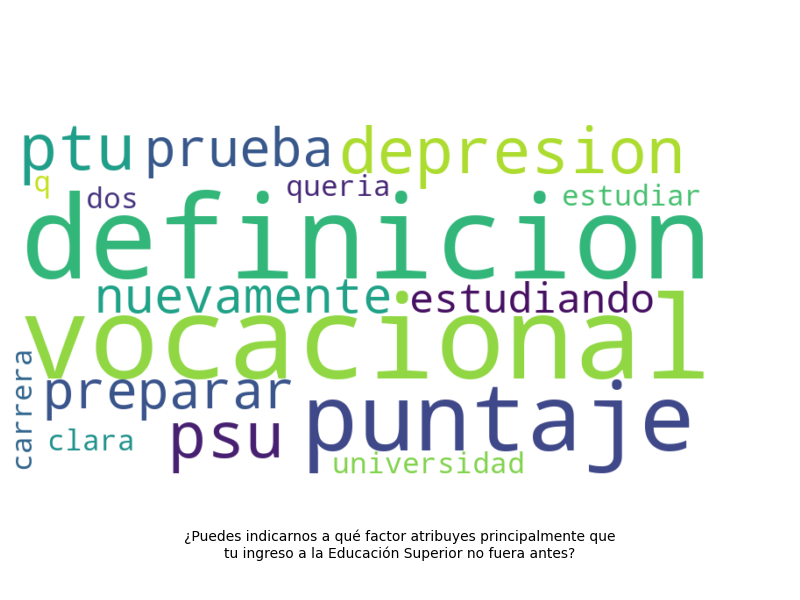 ptu prueba depresion
q dos queria estudiar
definicion
nuevamente estudiando
vocacional
carrera
preparar puntaje
clara psu universidad
¿Puedes indicarnos a qué factor atribuyes principalmente que
tu ingreso a la Educación Superior no fuera antes?